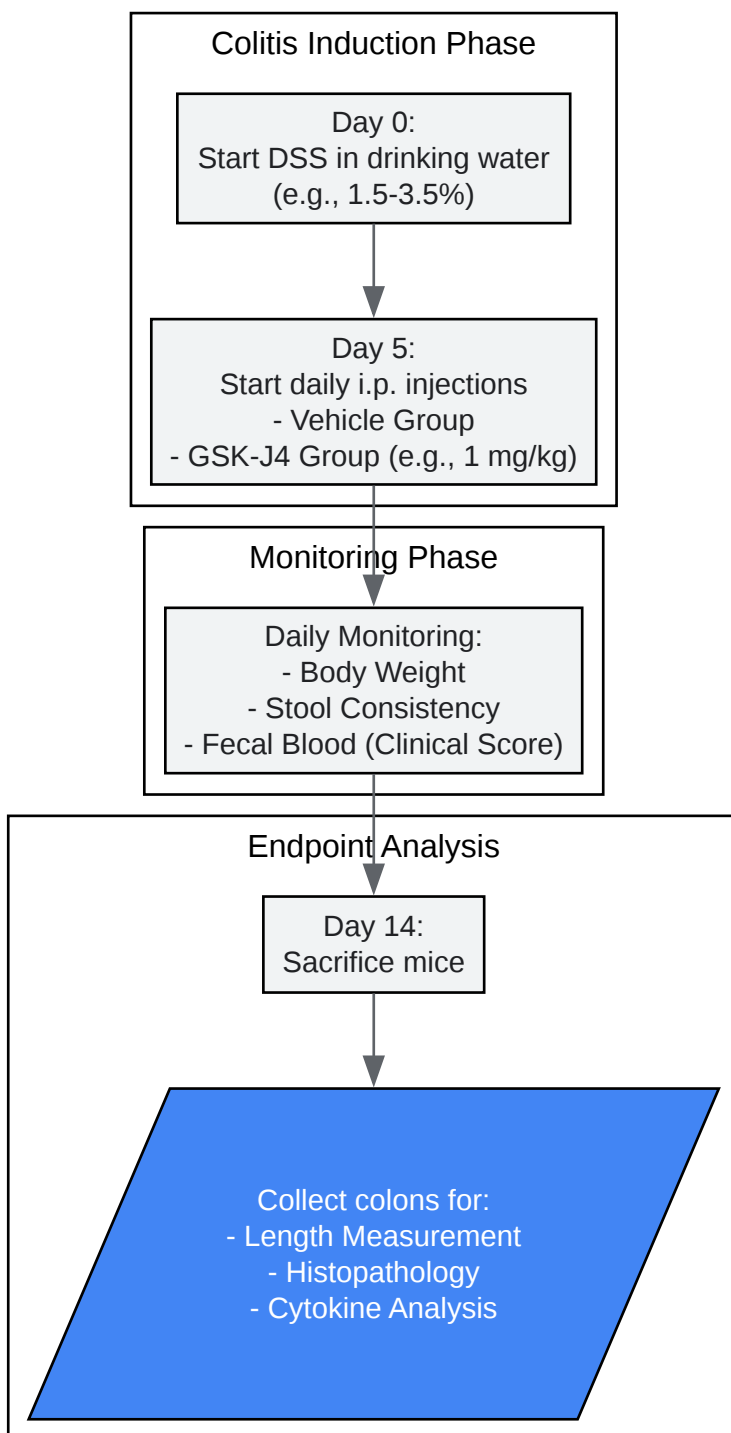 Colitis Induction Phase
Day 0:
Start DSS in drinking water
(e.g., 1.5-3.5%)
Day 5:
Start daily i.p. injections
- Vehicle Group
- GSK-J4 Group (e.g., 1 mg/kg)
Monitoring Phase
Daily Monitoring:
- Body Weight
- Stool Consistency
- Fecal Blood (Clinical Score)
Endpoint Analysis
Day 14:
Sacrifice mice
Collect colons for:
- Length Measurement
- Histopathology
- Cytokine Analysis